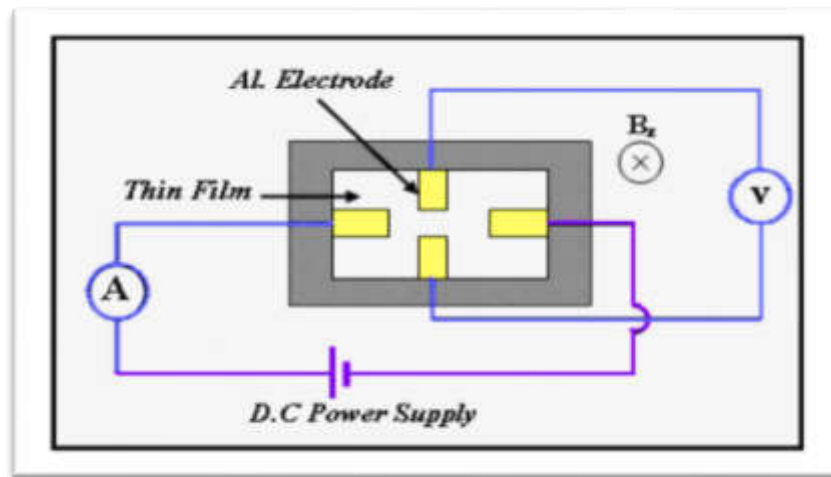 Al. Electrode
Bz
Thin Film
V
A
D.C Power Supply